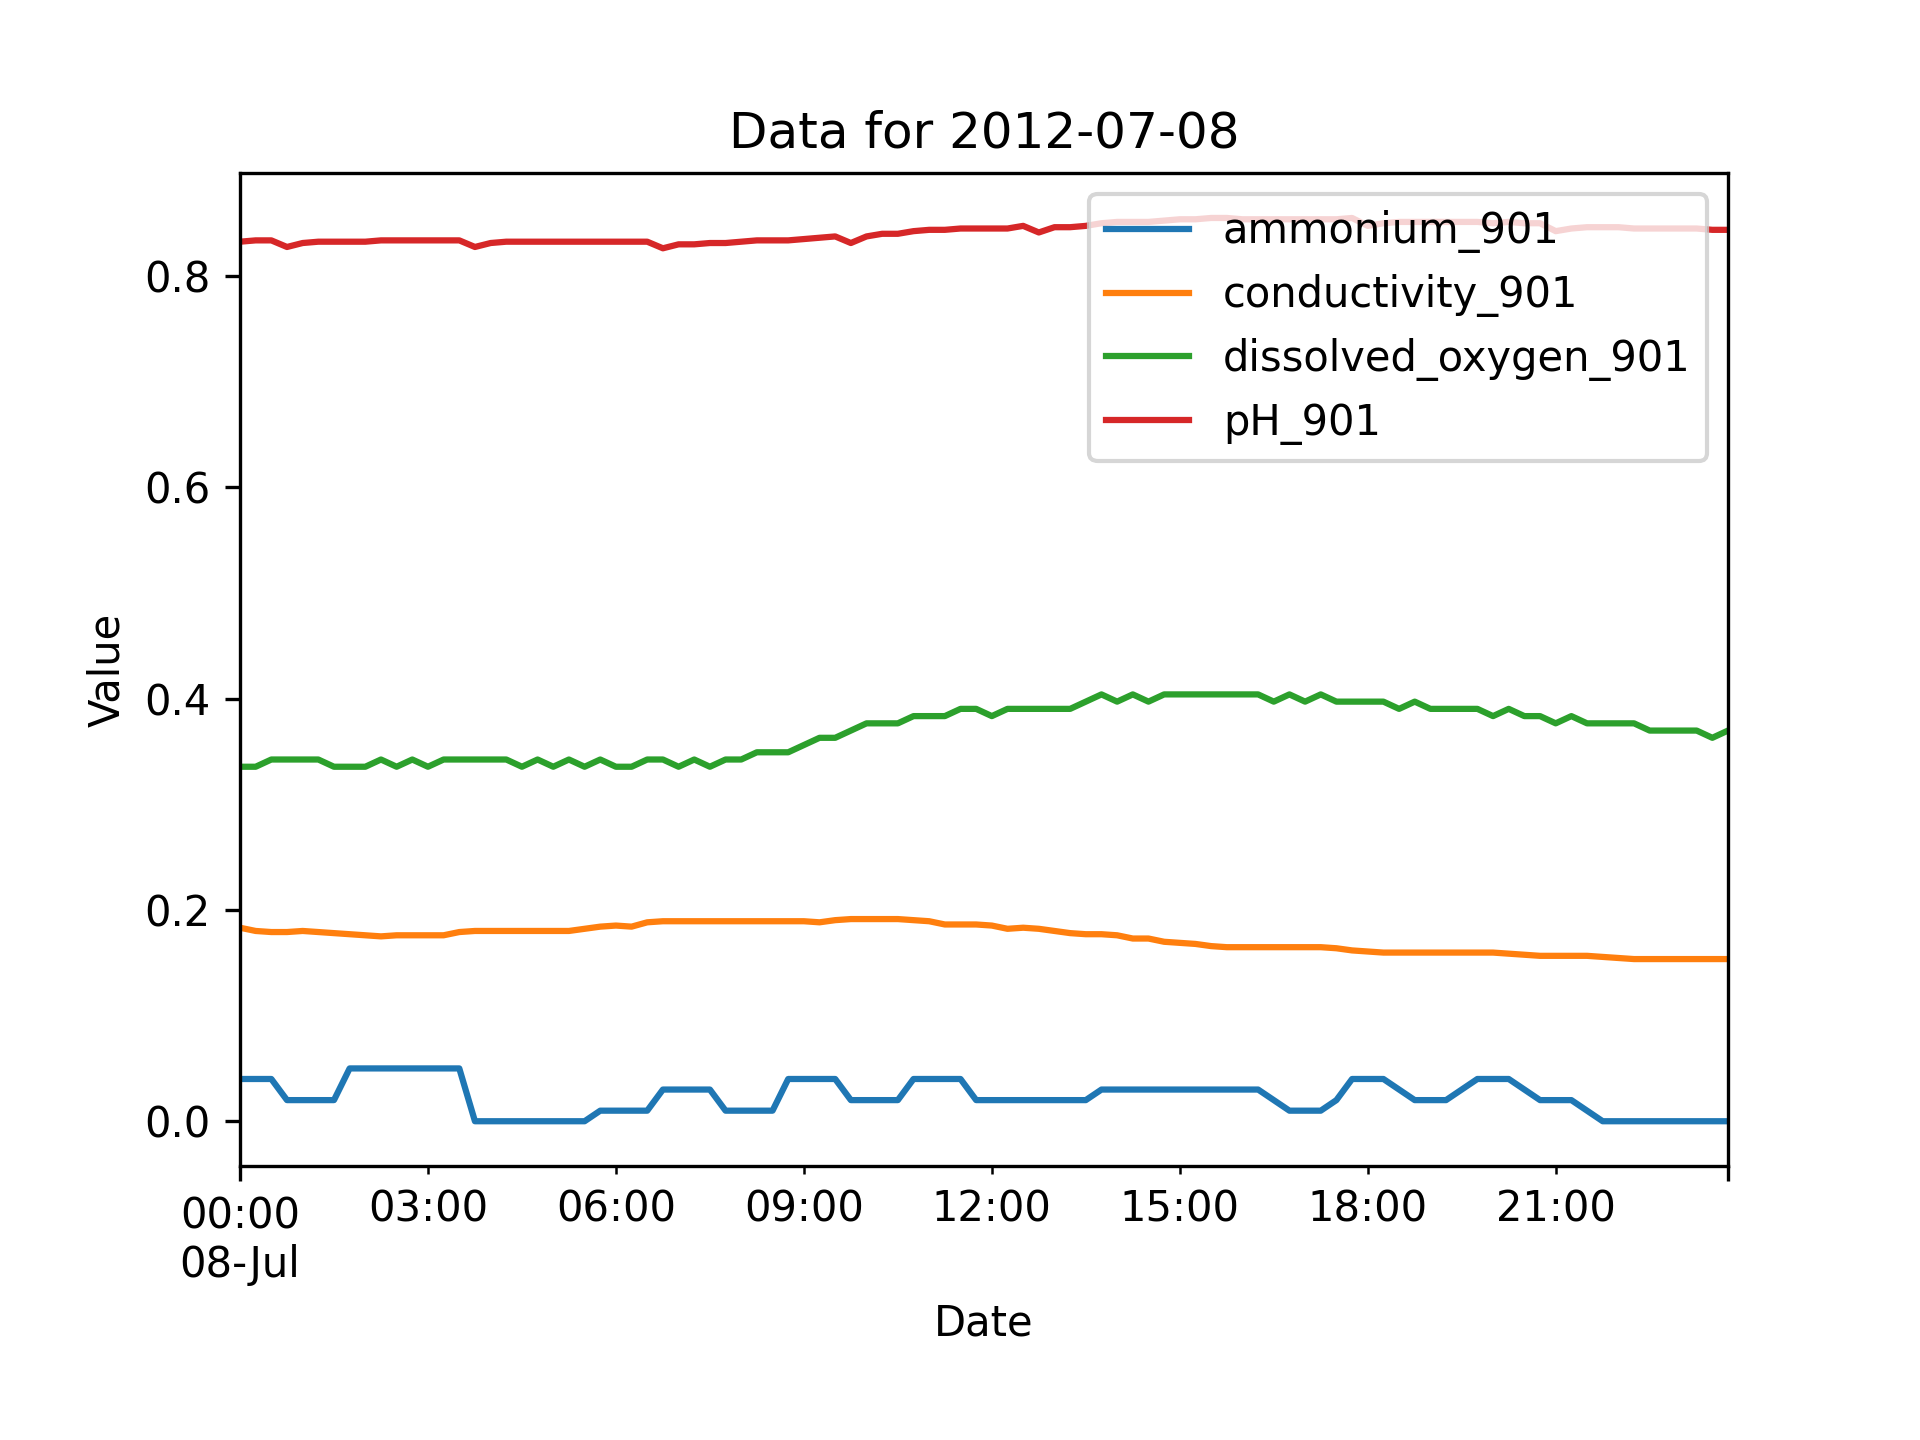 Data for 2012-07-08
ammonium_901
conductivity_901
dissolved_oxygen_901
pH_901
Value
0.8
0.6
0.4
0.2
0.0
00:00 03:00 06:00 09:00 12:00 15:00 18:00 21:00
08-Jul
Date